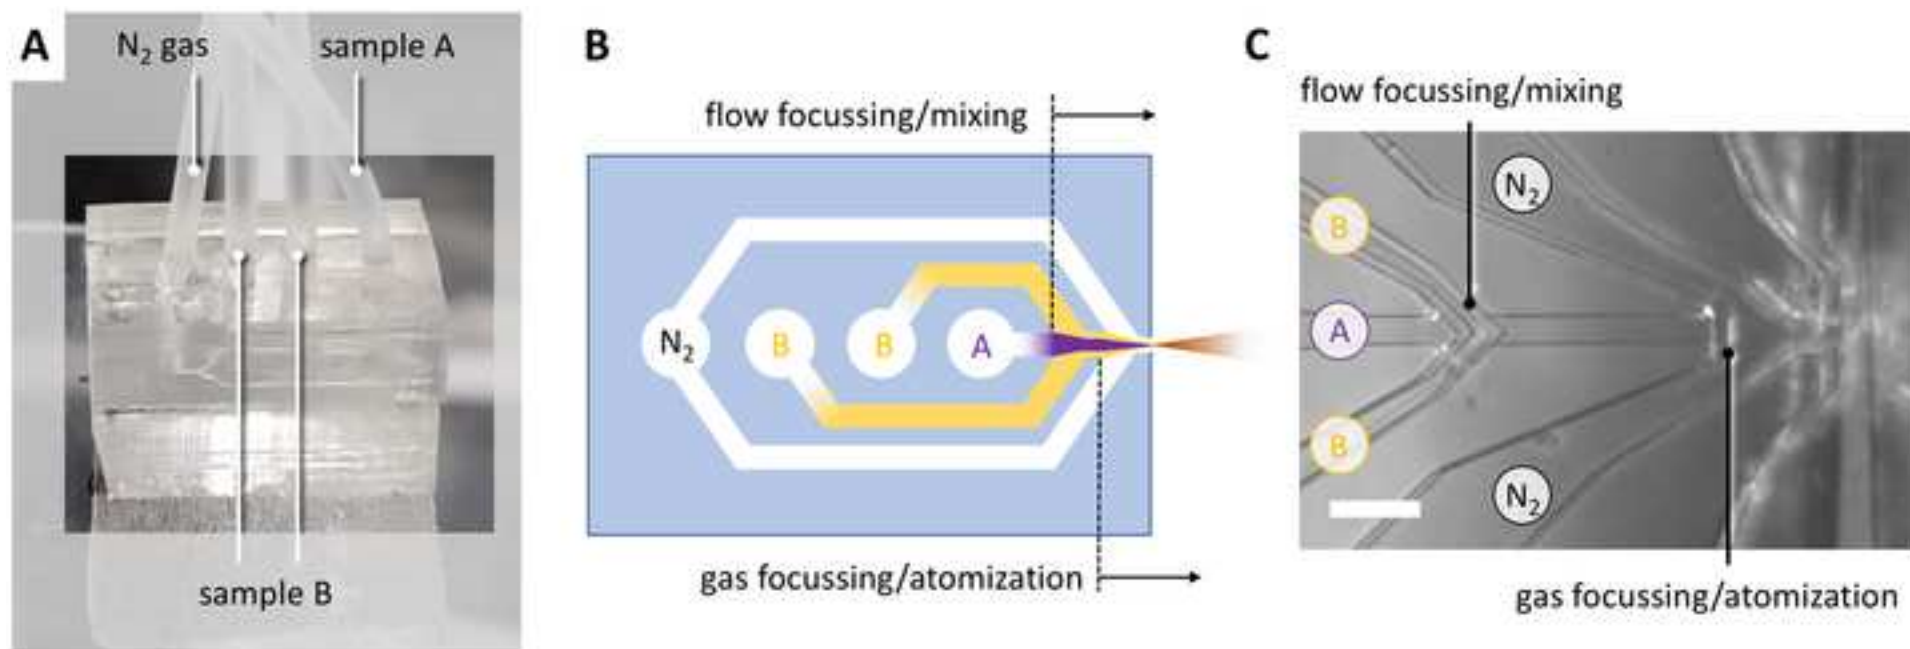 A
N₂ gas
sample A
sample B
B
flow focussing/mixing
N₂
B
B
A
gas focussing/atomization
C
flow focussing/mixing
N₂
B
A
B
N₂
gas focussing/atomization